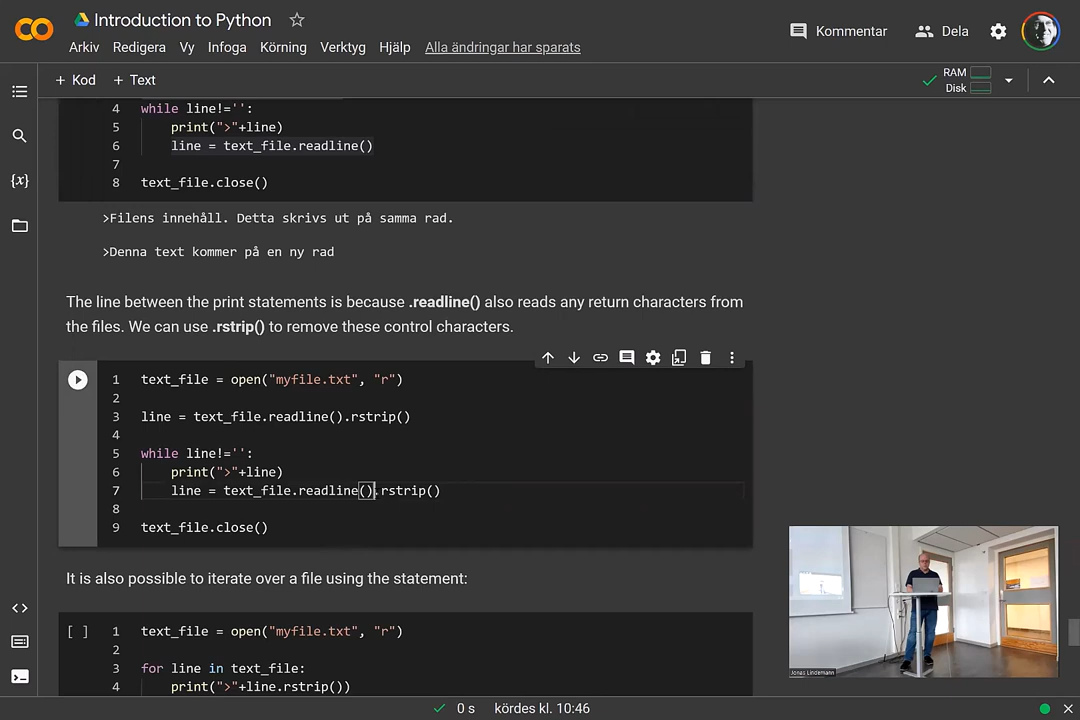 Introduction to Python
Kommentar
Dela
Arkiv Redigera Vy Infoga Körning Verktyg Hjälp Alla ändringar har sparats
+ Kod + Text
RAM
Disk
4 while line!='':
5 print(">"+line)
6 line = text_file.readline()
7
8 text_file.close()
>Filens innehåll. Detta skrivs ut på samma rad.
>Denna text kommer på en ny rad
The line between the print statements is because .readline() also reads any return characters from
the files. We can use .rstrip() to remove these control characters.
1 text_file = open("myfile.txt", "r")
2
3 line = text_file.readline().rstrip()
4
5 while line!='':
6 print(">"+line)
7 line = text_file.readline().rstrip()
8
9 text_file.close()
It is also possible to iterate over a file using the statement:
[ ] 1 text_file = open("myfile.txt", "r")
2
3 for line in text_file:
4 print(">"+line.rstrip())
Jonas Lindemann
0 s kördes kl. 10:46